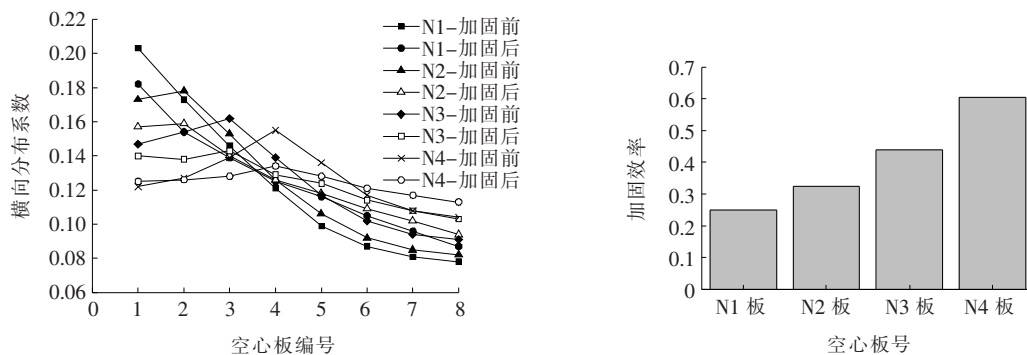 0.22
0.20
0.18
0.16
0.14
0.12
0.10
0.08
0.06
横向分布系数
0 1 2 3 4 5 6 7 8
空心板编号
N1-加固前
N1-加固后
N2-加固前
N2-加固后
N3-加固前
N3-加固后
N4-加固前
N4-加固后
0.7
0.6
0.5
0.4
0.3
0.2
0.1
0
加固效率
N1 板 N2 板 N3 板 N4 板
空心板号